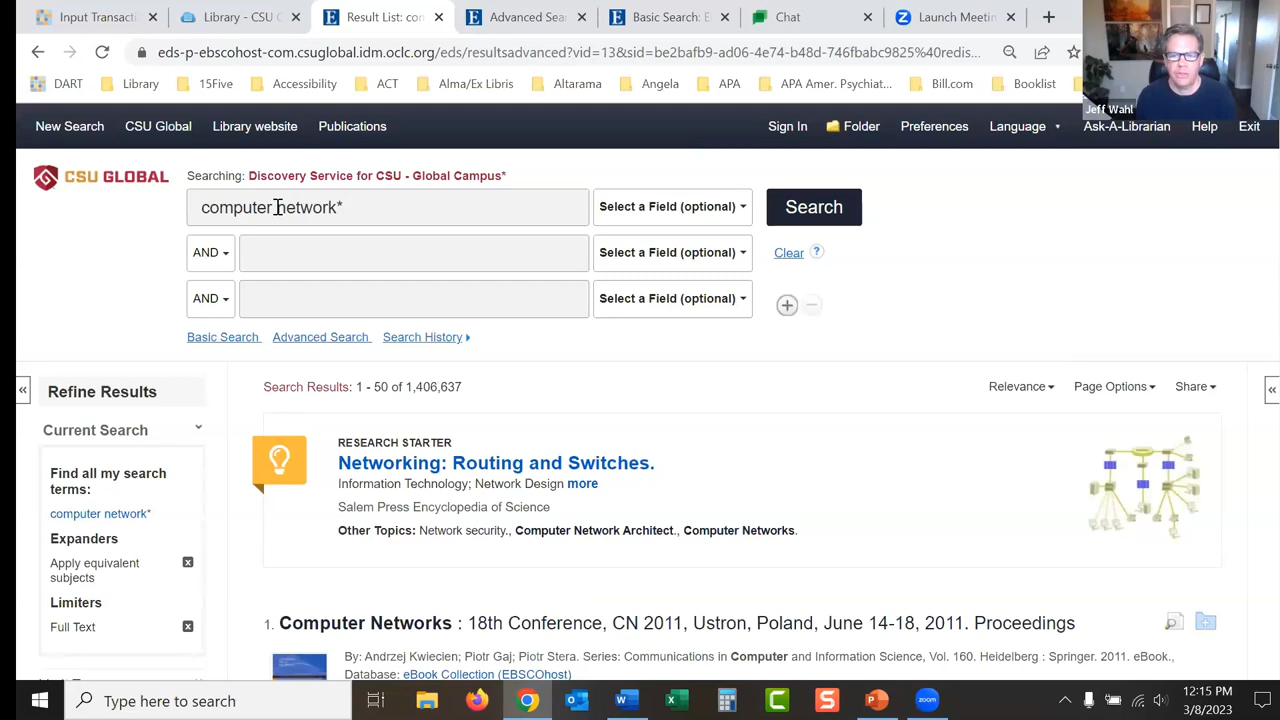 Input Transacti
Library - CSU C
Result List: con
Advanced Sear
Basic Search: E
Chat
Launch Meetin
eds-p-ebscohost-com.csuglobal.idm.oclc.org/eds/resultsadvanced?vid=13&sid=be2bafb9-ad06-4e74-b48d-746fbabc9825%40redis...
DART
Library
15Five
Accessibility
ACT
Alma/ExLibris
Altarama
Angela
APA
APA Amer. Psychiat...
Bill.com
Booklist
Jeff Wahl
New Search
CSU Global
Library website
Publications
Sign In
Folder
Preferences
Language
Ask-A-Librarian
Help
Exit
CSU GLOBAL
Searching: Discovery Service for CSU - Global Campus*
computer network*
Select a Field (optional)
Search
AND
Select a Field (optional)
Clear
?
AND
Select a Field (optional)
Basic Search
Advanced Search
Search History
Refine Results
Search Results: 1 - 50 of 1,406,637
Relevance
Page Options
Share
Current Search
Find all my search
terms:
computer network*
Expanders
Apply equivalent
subjects
Limiters
Full Text
RESEARCH STARTER
Networking: Routing and Switches.
Information Technology; Network Design more
Salem Press Encyclopedia of Science
Other Topics: Network security., Computer Network Architect., Computer Networks.
1. Computer Networks : 18th Conference, CN 2011, Ustron, Poland, June 14-18, 2011. Proceedings
By: Andrzej Kwiecien; Piotr Gaj; Piotr Stera. Series: Communications in Computer and Information Science, Vol. 160. Heidelberg : Springer. 2011. eBook.,
Database: eBook Collection (EBSCOhost)
Type here to search
12:15 PM
3/8/2023